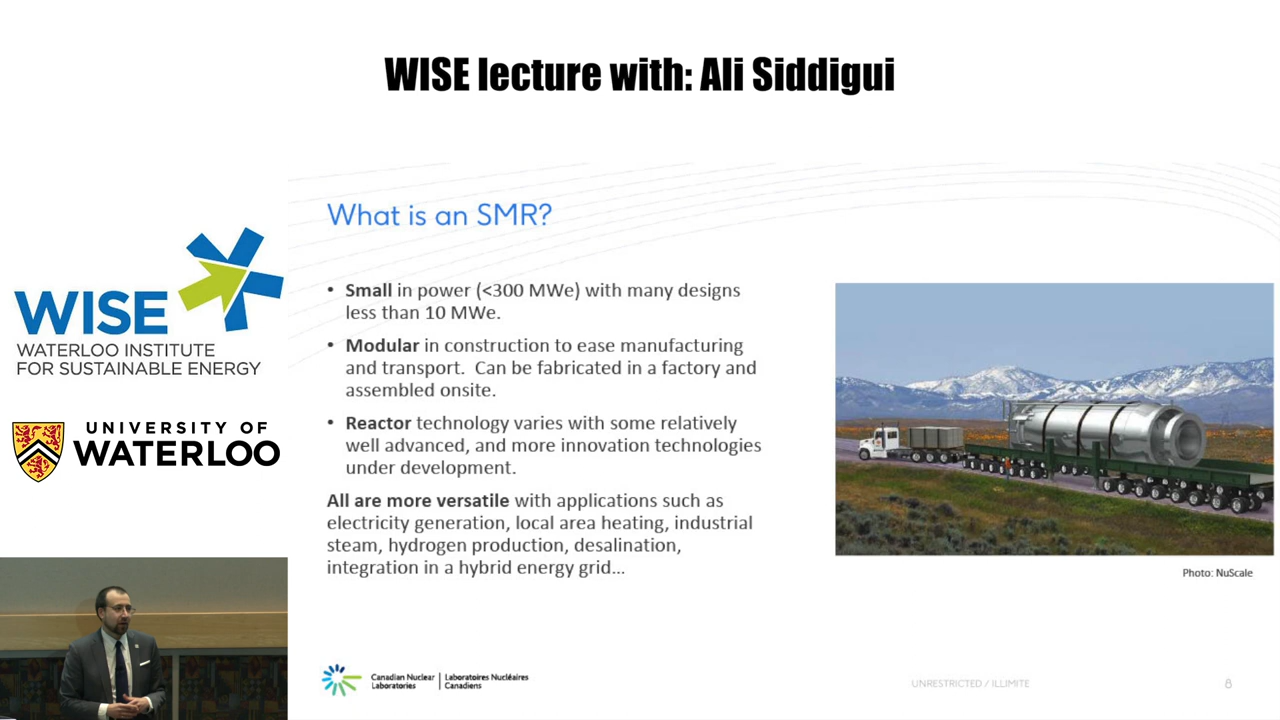 WISE lecture with: Ali Siddigui
WISE
WATERLOO INSTITUTE
FOR SUSTAINABLE ENERGY
UNIVERSITY OF
WATERLOO
What is an SMR?
• Small in power (<300 MWe) with many designs
less than 10 MWe.
• Modular in construction to ease manufacturing
and transport. Can be fabricated in a factory and
assembled onsite.
• Reactor technology varies with some relatively
well advanced, and more innovation technologies
under development.
All are more versatile with applications such as
electricity generation, local area heating, industrial
steam, hydrogen production, desalination,
integration in a hybrid energy grid...
Photo: NuScale
Canadian Nuclear
Laboratories
Laboratoires Nucléaires
Canadiens
UNRESTRICTED / ILLIMITE
8